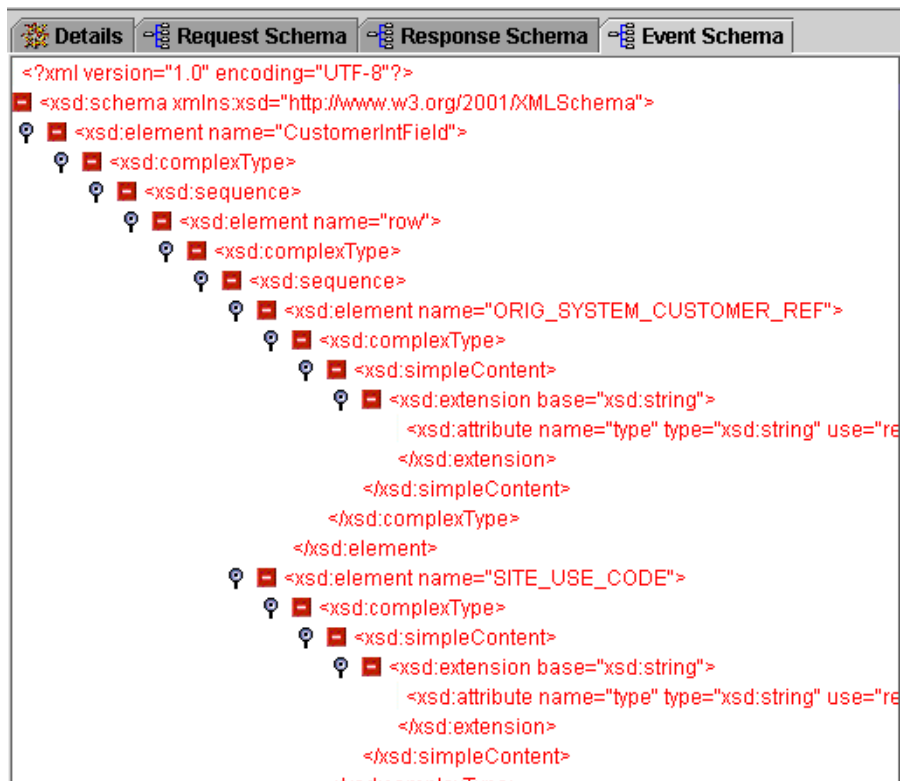 Details Request Schema Response Schema Event Schema
<?xml version="1.0" encoding="UTF-8"?>
<xsd:schema xmlns:xsd="http://www.w3.org/2001/XMLSchema">
<xsd:element name="CustomerIntField">
<xsd:complexType>
<xsd:sequence>
<xsd:element name="row">
<xsd:complexType>
<xsd:sequence>
<xsd:element name="ORIG_SYSTEM_CUSTOMER_REF">
<xsd:complexType>
<xsd:simpleContent>
<xsd:extension base="xsd:string">
<xsd:attribute name="type" type="xsd:string" use="re
</xsd:extension>
</xsd:simpleContent>
</xsd:complexType>
</xsd:element>
<xsd:element name="SITE_USE_CODE">
<xsd:complexType>
<xsd:simpleContent>
<xsd:extension base="xsd:string">
<xsd:attribute name="type" type="xsd:string" use="re
</xsd:extension>
</xsd:simpleContent>